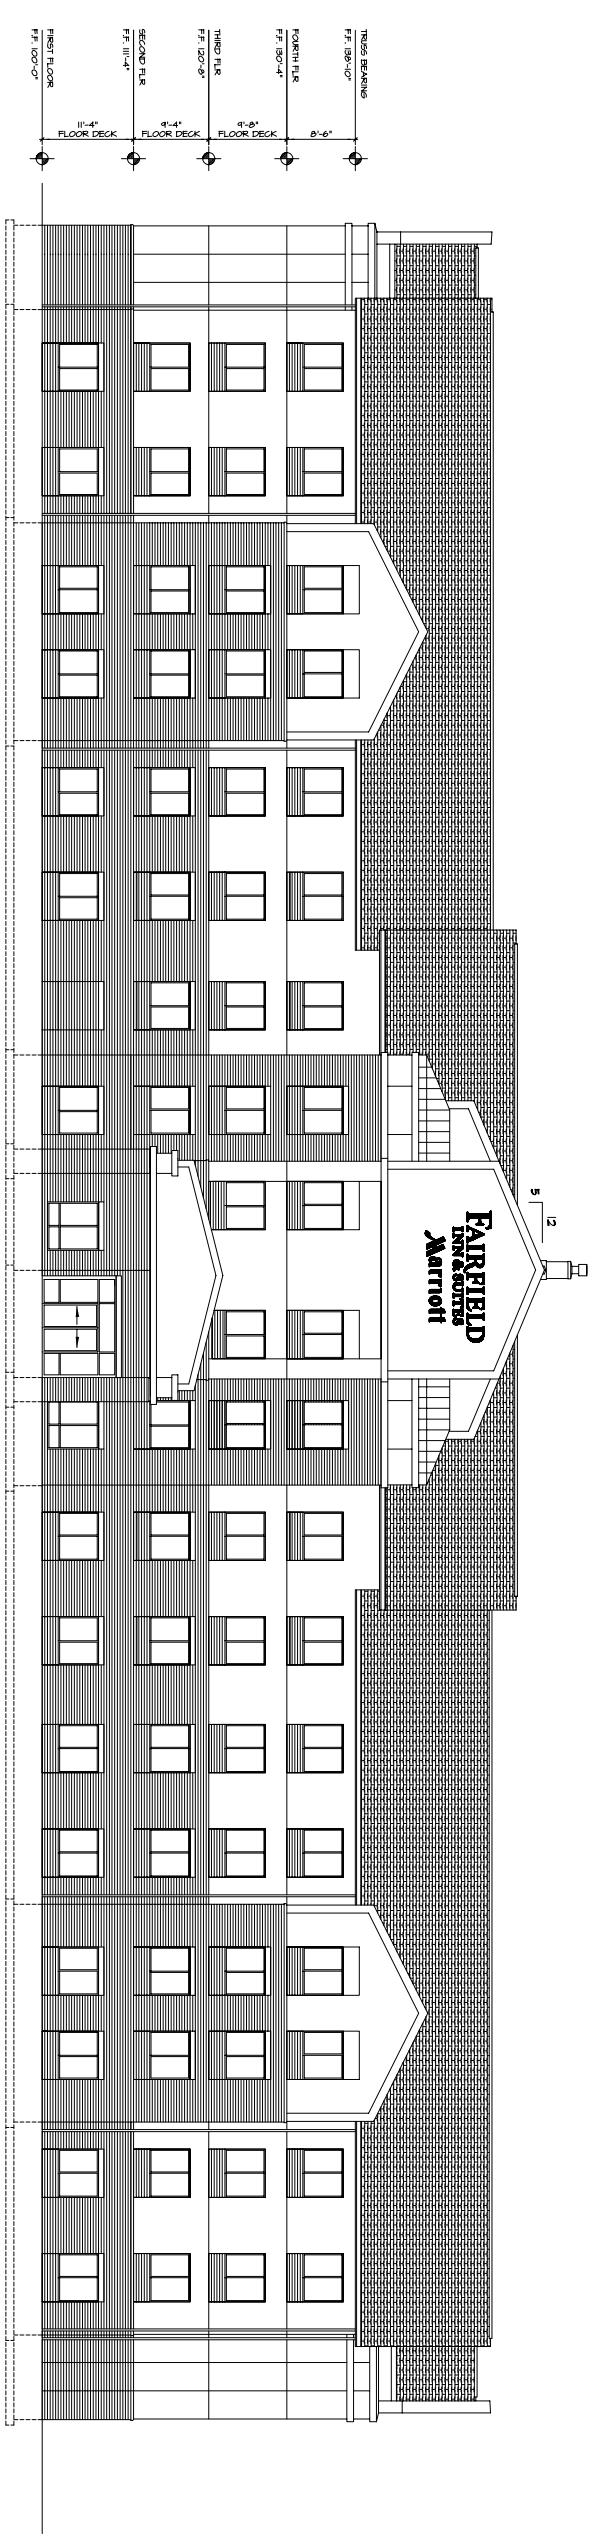 TRUSS BEARING
F.F. 138'-10"
8'-6"
FOURTH FLR
F.F. 130'-4"
9'-8"
FLOOR DECK
THIRD FLR
F.F. 120'-8"
9'-4"
FLOOR DECK
SECOND FLR
F.F. 111'-4"
11'-4"
FLOOR DECK
FIRST FLOOR
F.F. 100'-0"
12
5
FAIRFIELD
INN & SUITES
Marriott